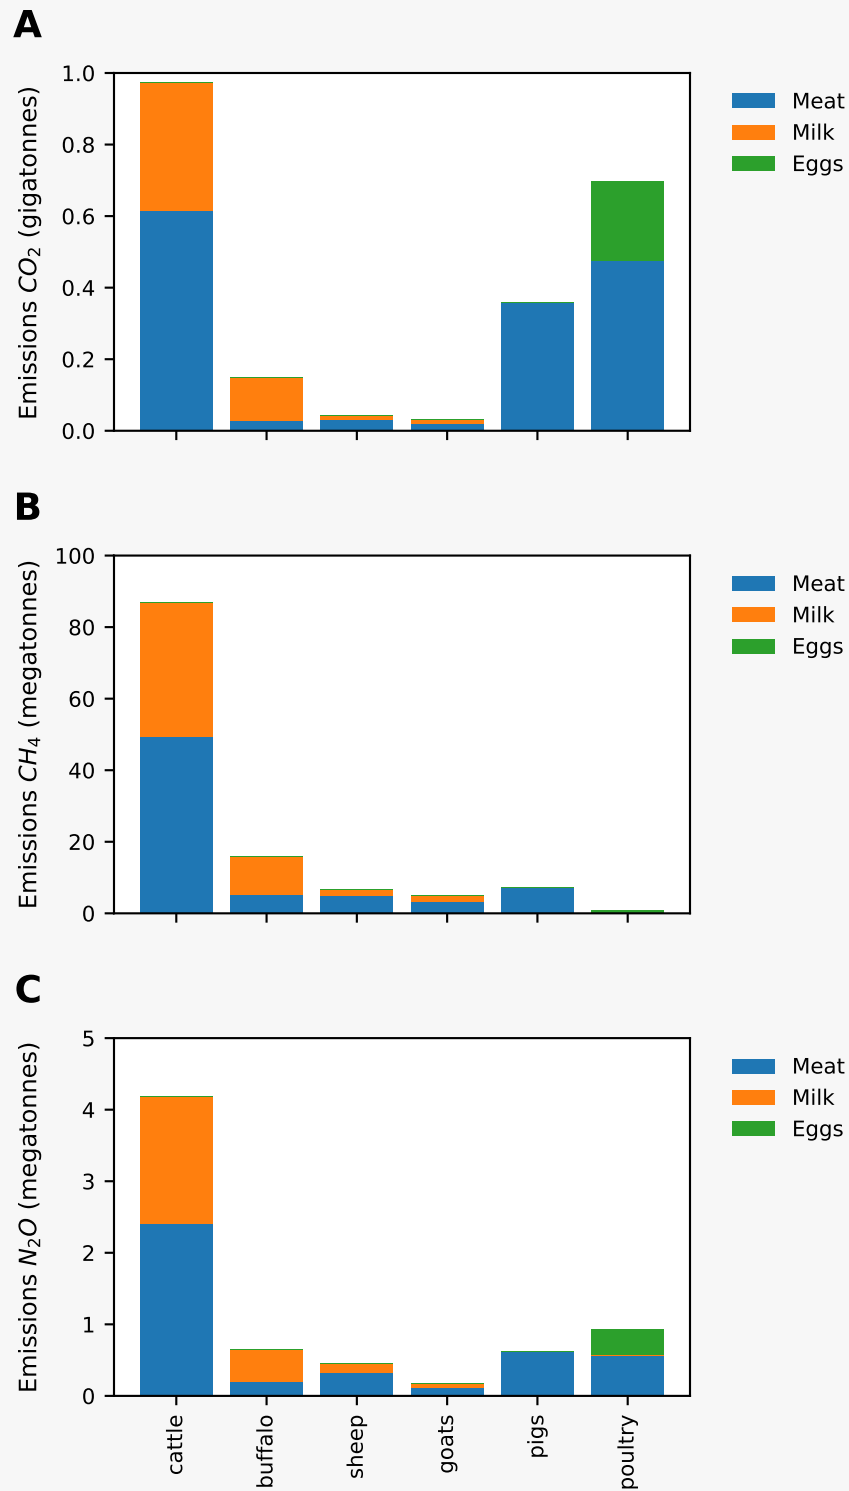 A
Emissions CO2 (gigatonnes)
1.0
0.8
0.6
0.4
0.2
0.0
Meat
Milk
Eggs
B
Emissions CH4 (megatonnes)
100
80
60
40
20
0
Meat
Milk
Eggs
C
Emissions N2O (megatonnes)
5
4
3
2
1
0
Meat
Milk
Eggs
cattle
buffalo
sheep
goats
pigs
poultry